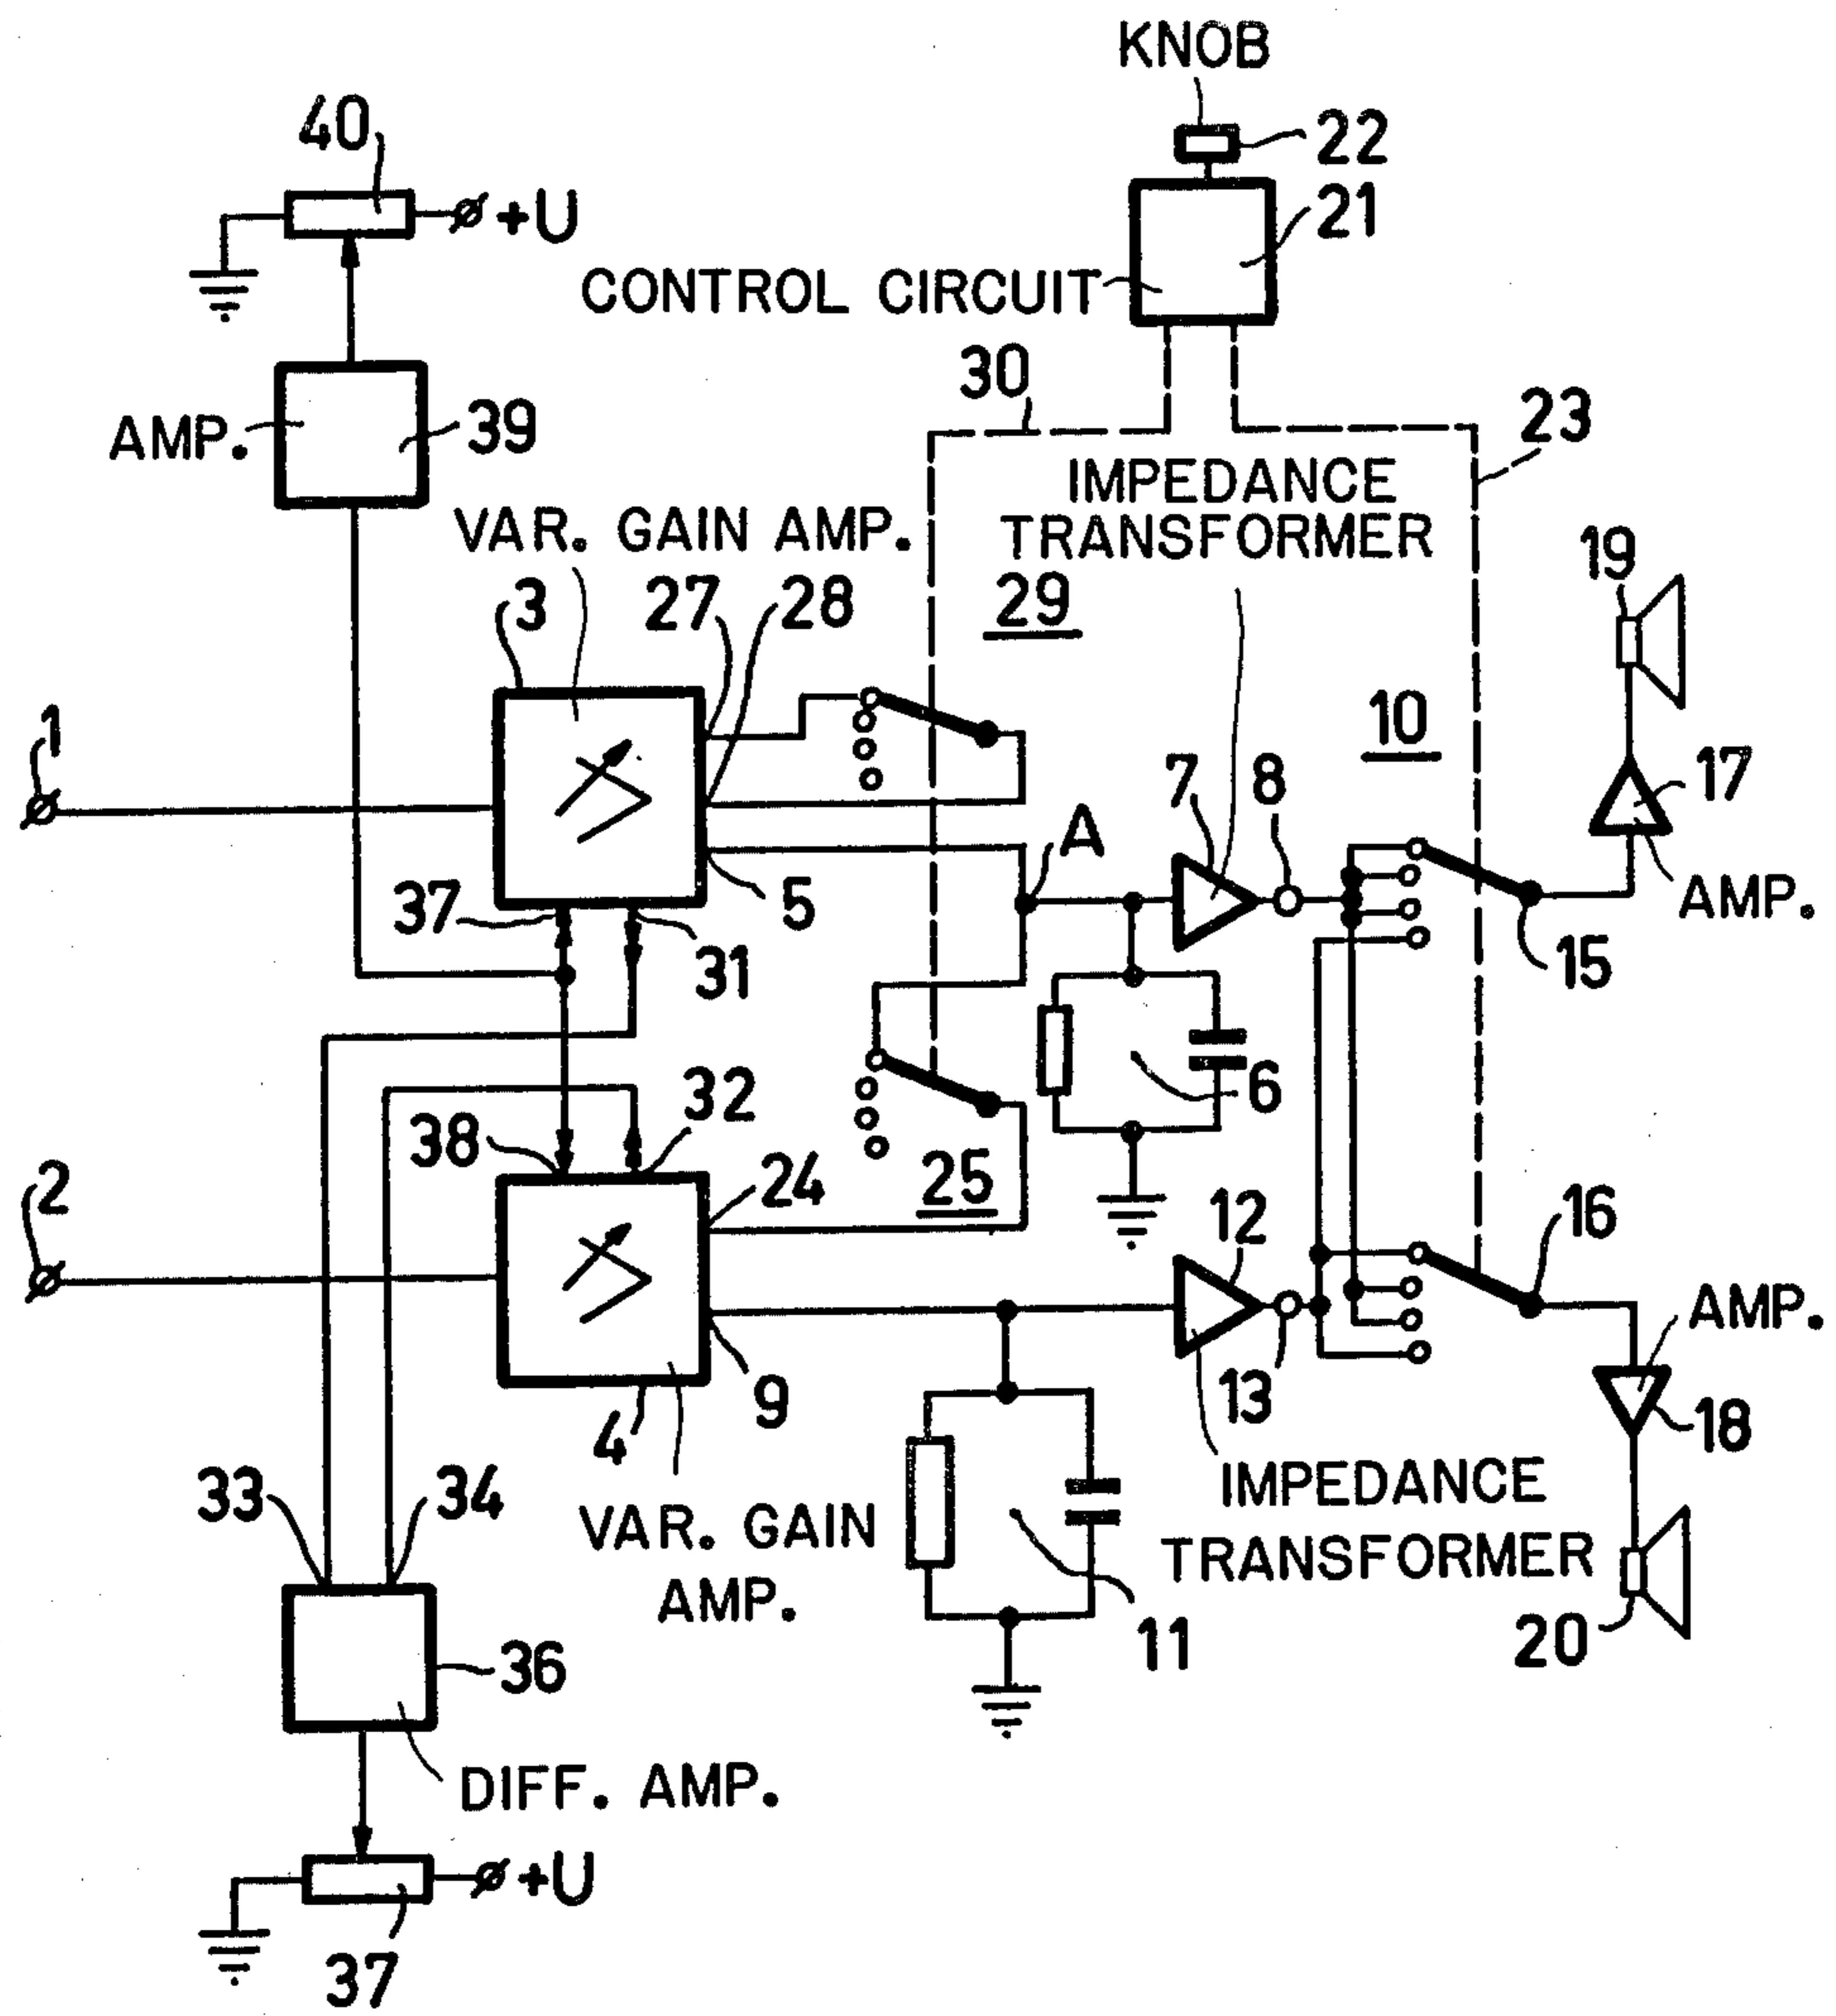 KNOB
22
40
21
+U
CONTROL CIRCUIT
30
23
AMP.
39
IMPEDANCE
TRANSFORMER
VAR. GAIN AMP.
29
19
3
27
28
10
1
17
7
8
A
5
AMP.
37
31
15
32
6
38
24
25
2
12
16
AMP.
9
13
4
18
33
34
IMPEDANCE
TRANSFORMER
VAR. GAIN
AMP.
11
20
36
DIFF. AMP.
+U
37